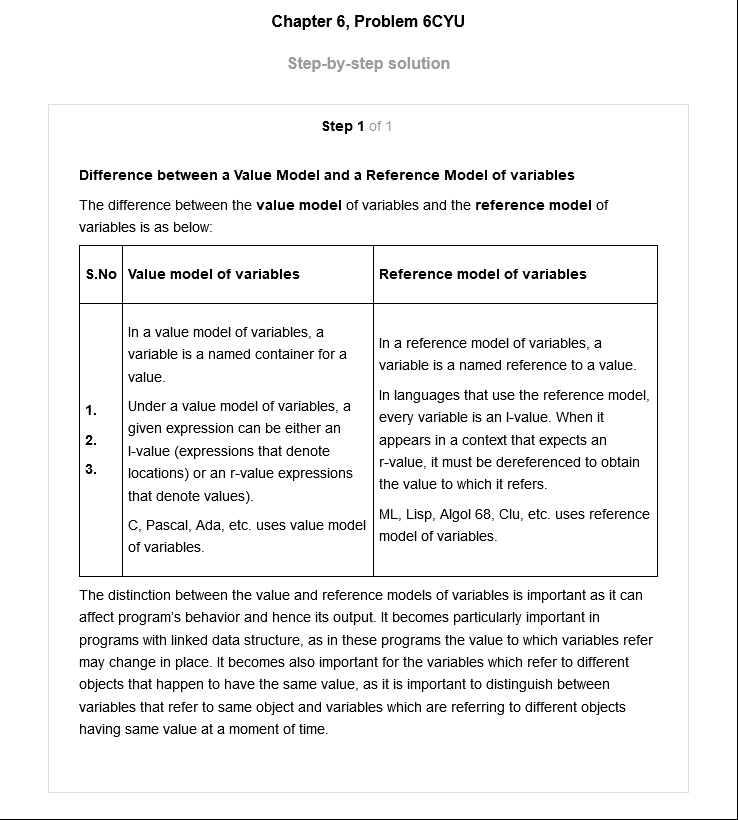 Chapter 6, Problem 6CYU
Step-by-step solution
Step 1 of 1
Difference between a Value Model and a Reference Model of variables
The difference between the value model of variables and the reference model of
variables is as below:
S.No Value model of variables Reference model of variables
1.
2.
3.
In a value model of variables, a
variable is a named container for a
value.
Under a value model of variables, a
given expression can be either an
l-value (expressions that denote
locations) or an r-value expressions
that denote values).
C, Pascal, Ada, etc. uses value model
of variables.
In a reference model of variables, a
variable is a named reference to a value.
In languages that use the reference model,
every variable is an l-value. When it
appears in a context that expects an
r-value, it must be dereferenced to obtain
the value to which it refers.
ML, Lisp, Algol 68, Clu, etc. uses reference
model of variables.
The distinction between the value and reference models of variables is important as it can
affect program's behavior and hence its output. It becomes particularly important in
programs with linked data structure, as in these programs the value to which variables refer
may change in place. It becomes also important for the variables which refer to different
objects that happen to have the same value, as it is important to distinguish between
variables that refer to same object and variables which are referring to different objects
having same value at a moment of time.